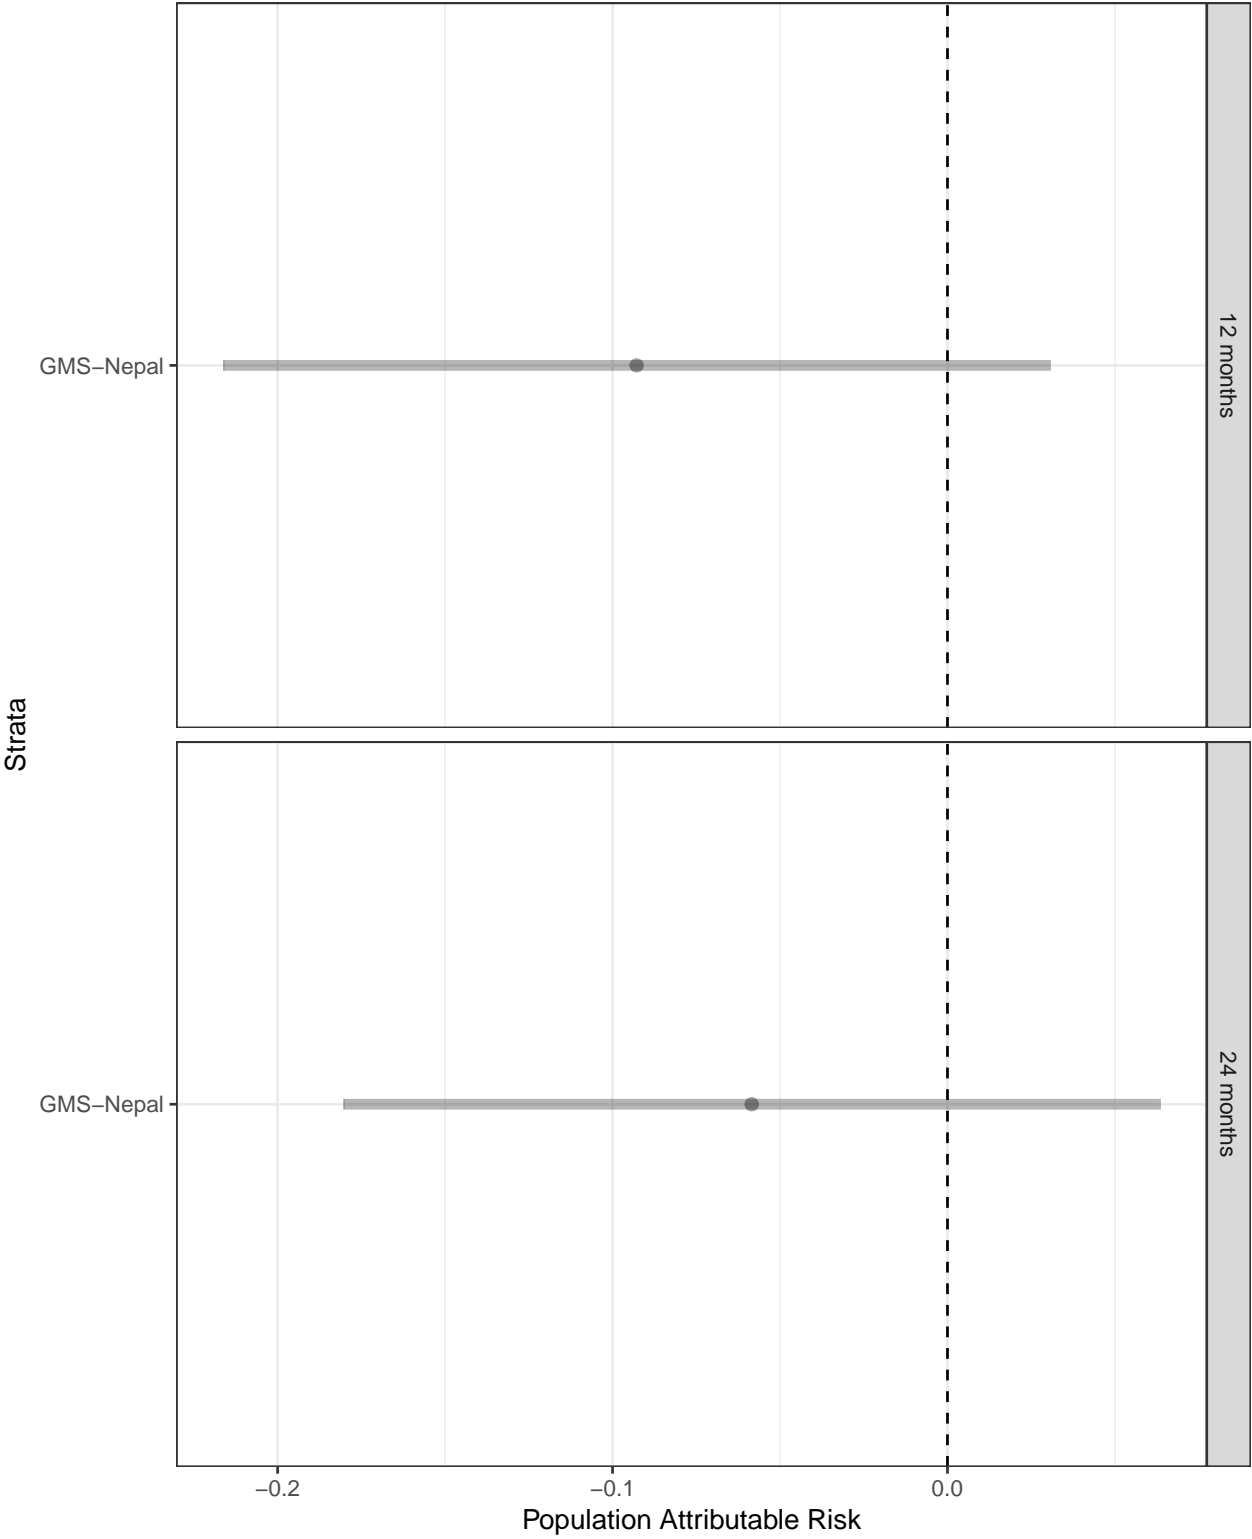 Strata
GMS−Nepal
12 months
GMS−Nepal
24 months
−0.2
−0.1
0.0
Population Attributable Risk